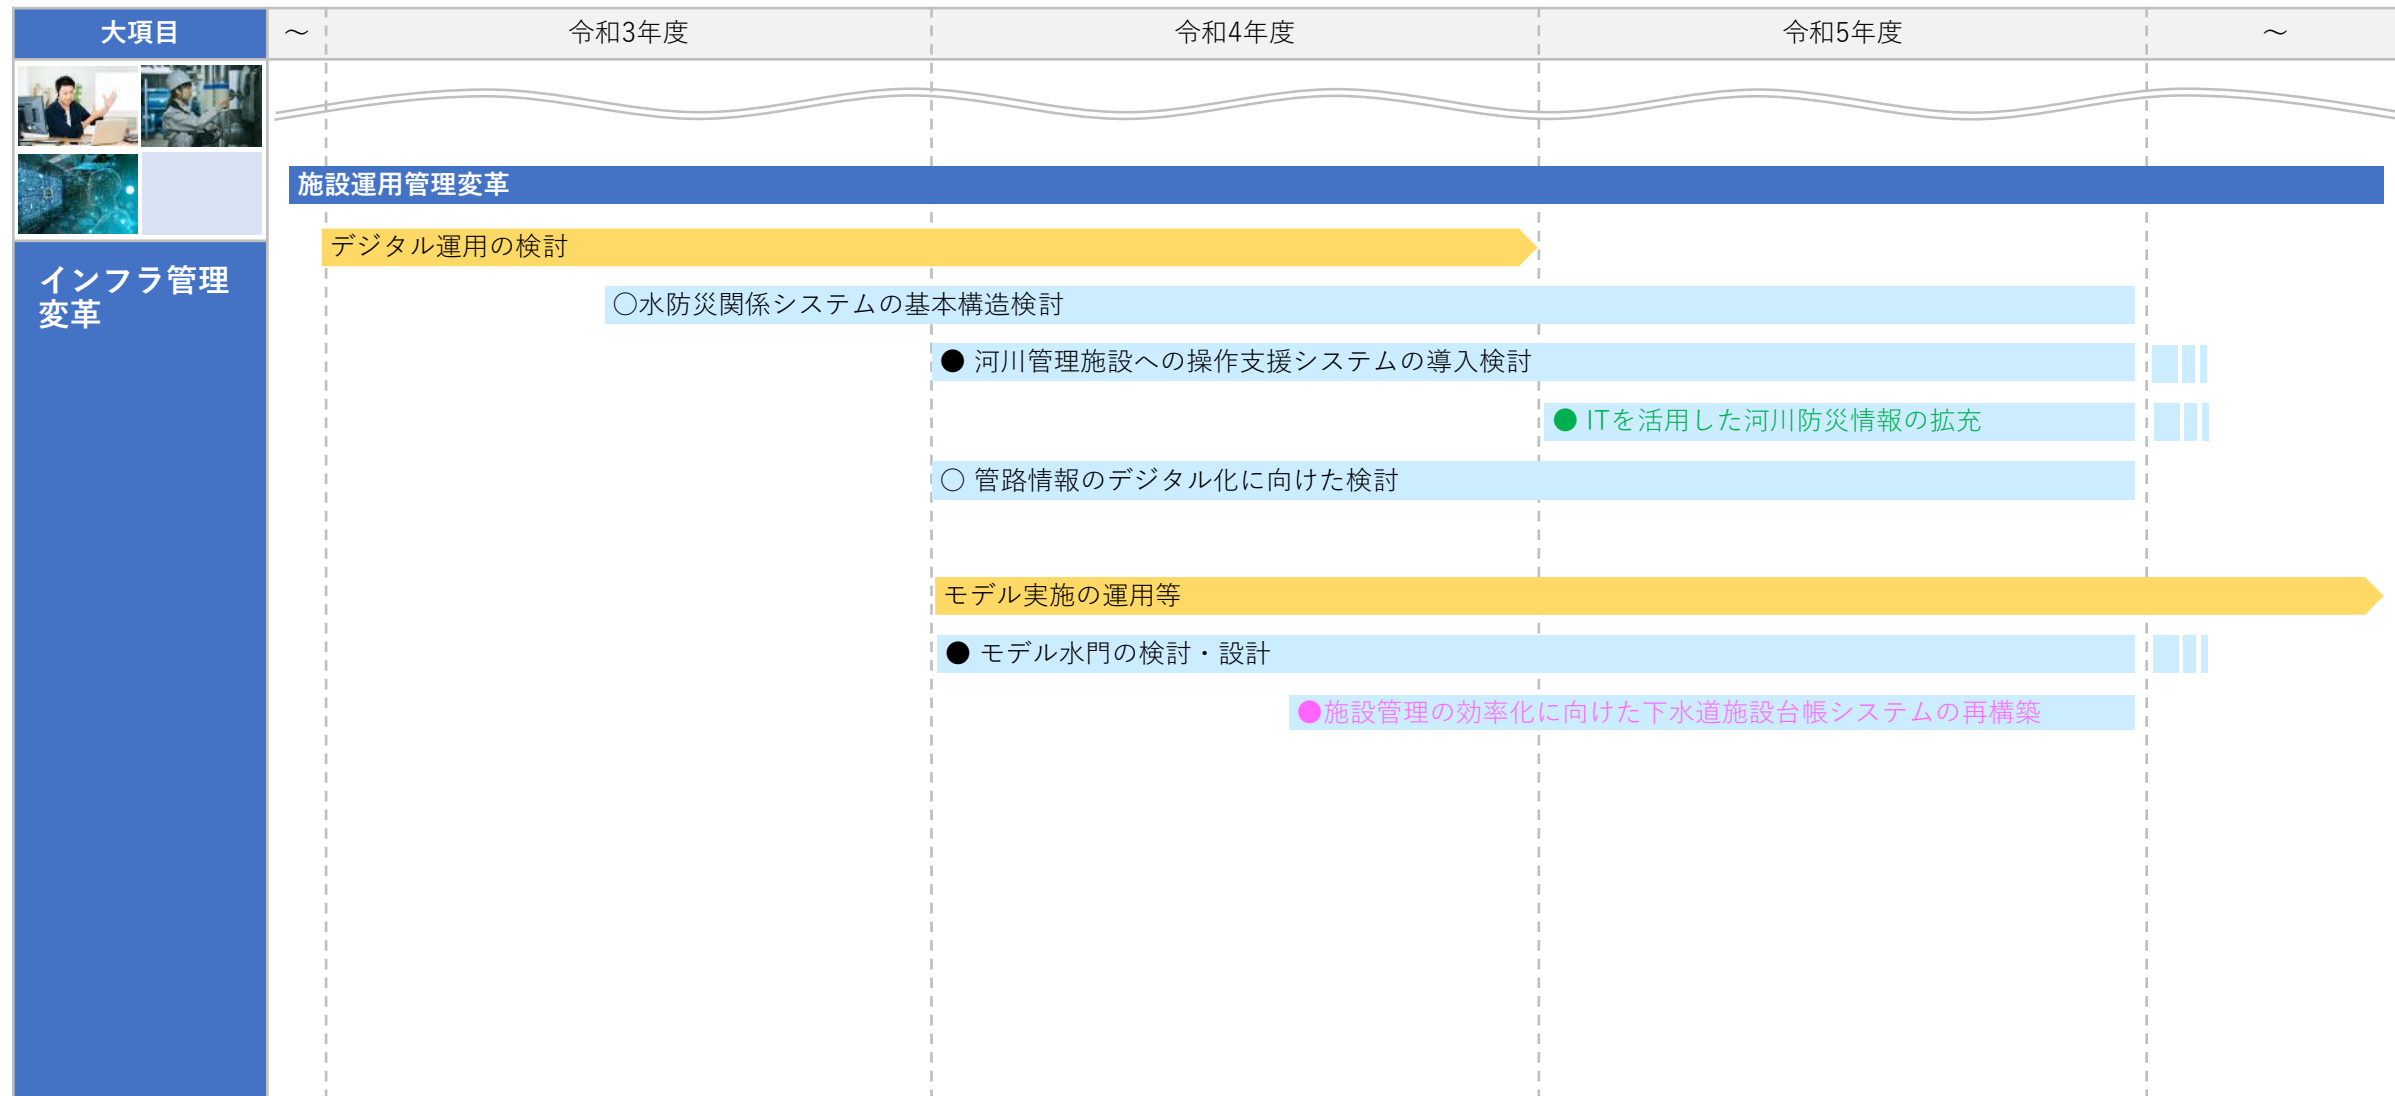 大項目
～
令和3年度
令和4年度
令和5年度
～
施設運用管理変革
インフラ管理
変革
デジタル運用の検討
○水防災関係システムの基本構造検討
● 河川管理施設への操作支援システムの導入検討
● ITを活用した河川防災情報の拡充
○ 管路情報のデジタル化に向けた検討
モデル実施の運用等
● モデル水門の検討・設計
●施設管理の効率化に向けた下水道施設台帳システムの再構築